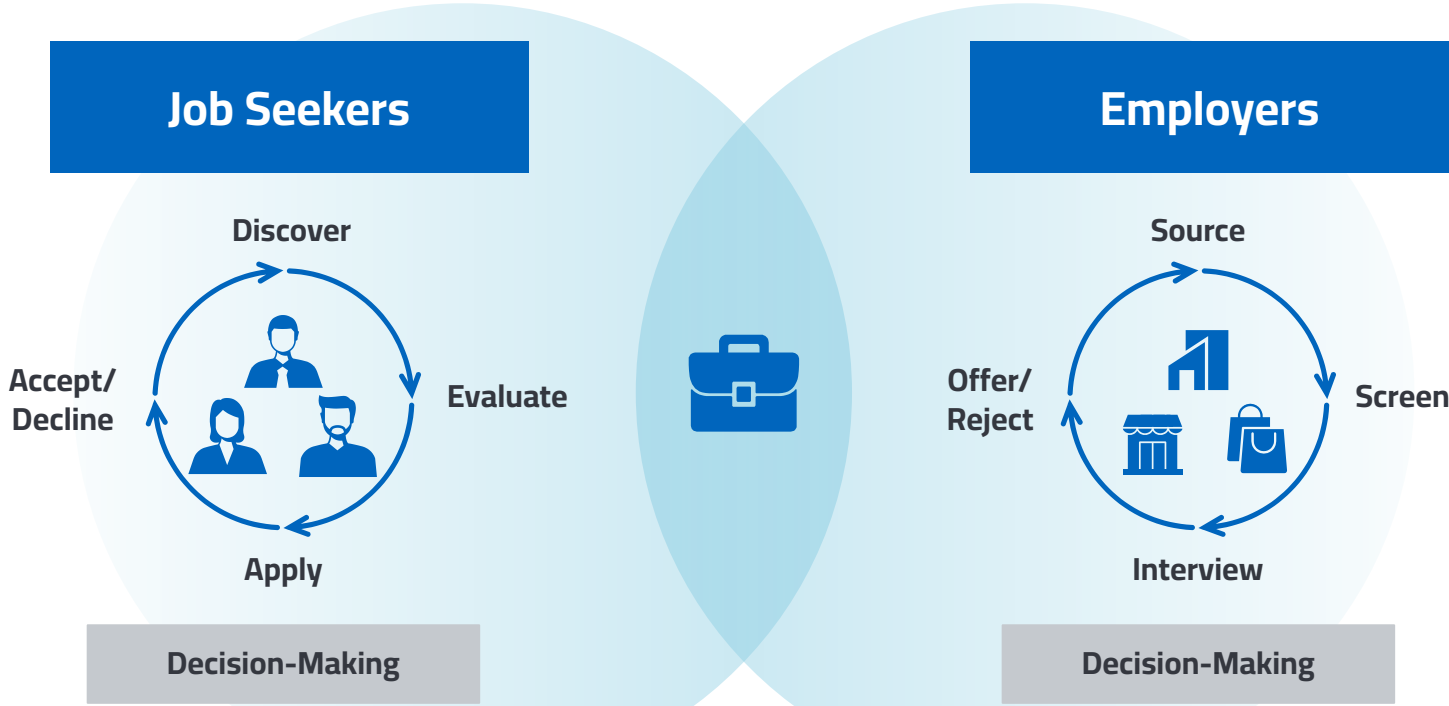 Job Seekers
Discover
Accept/
Decline
Evaluate
Apply
Decision-Making
Employers
Source
Offer/
Reject
Screen
Interview
Decision-Making